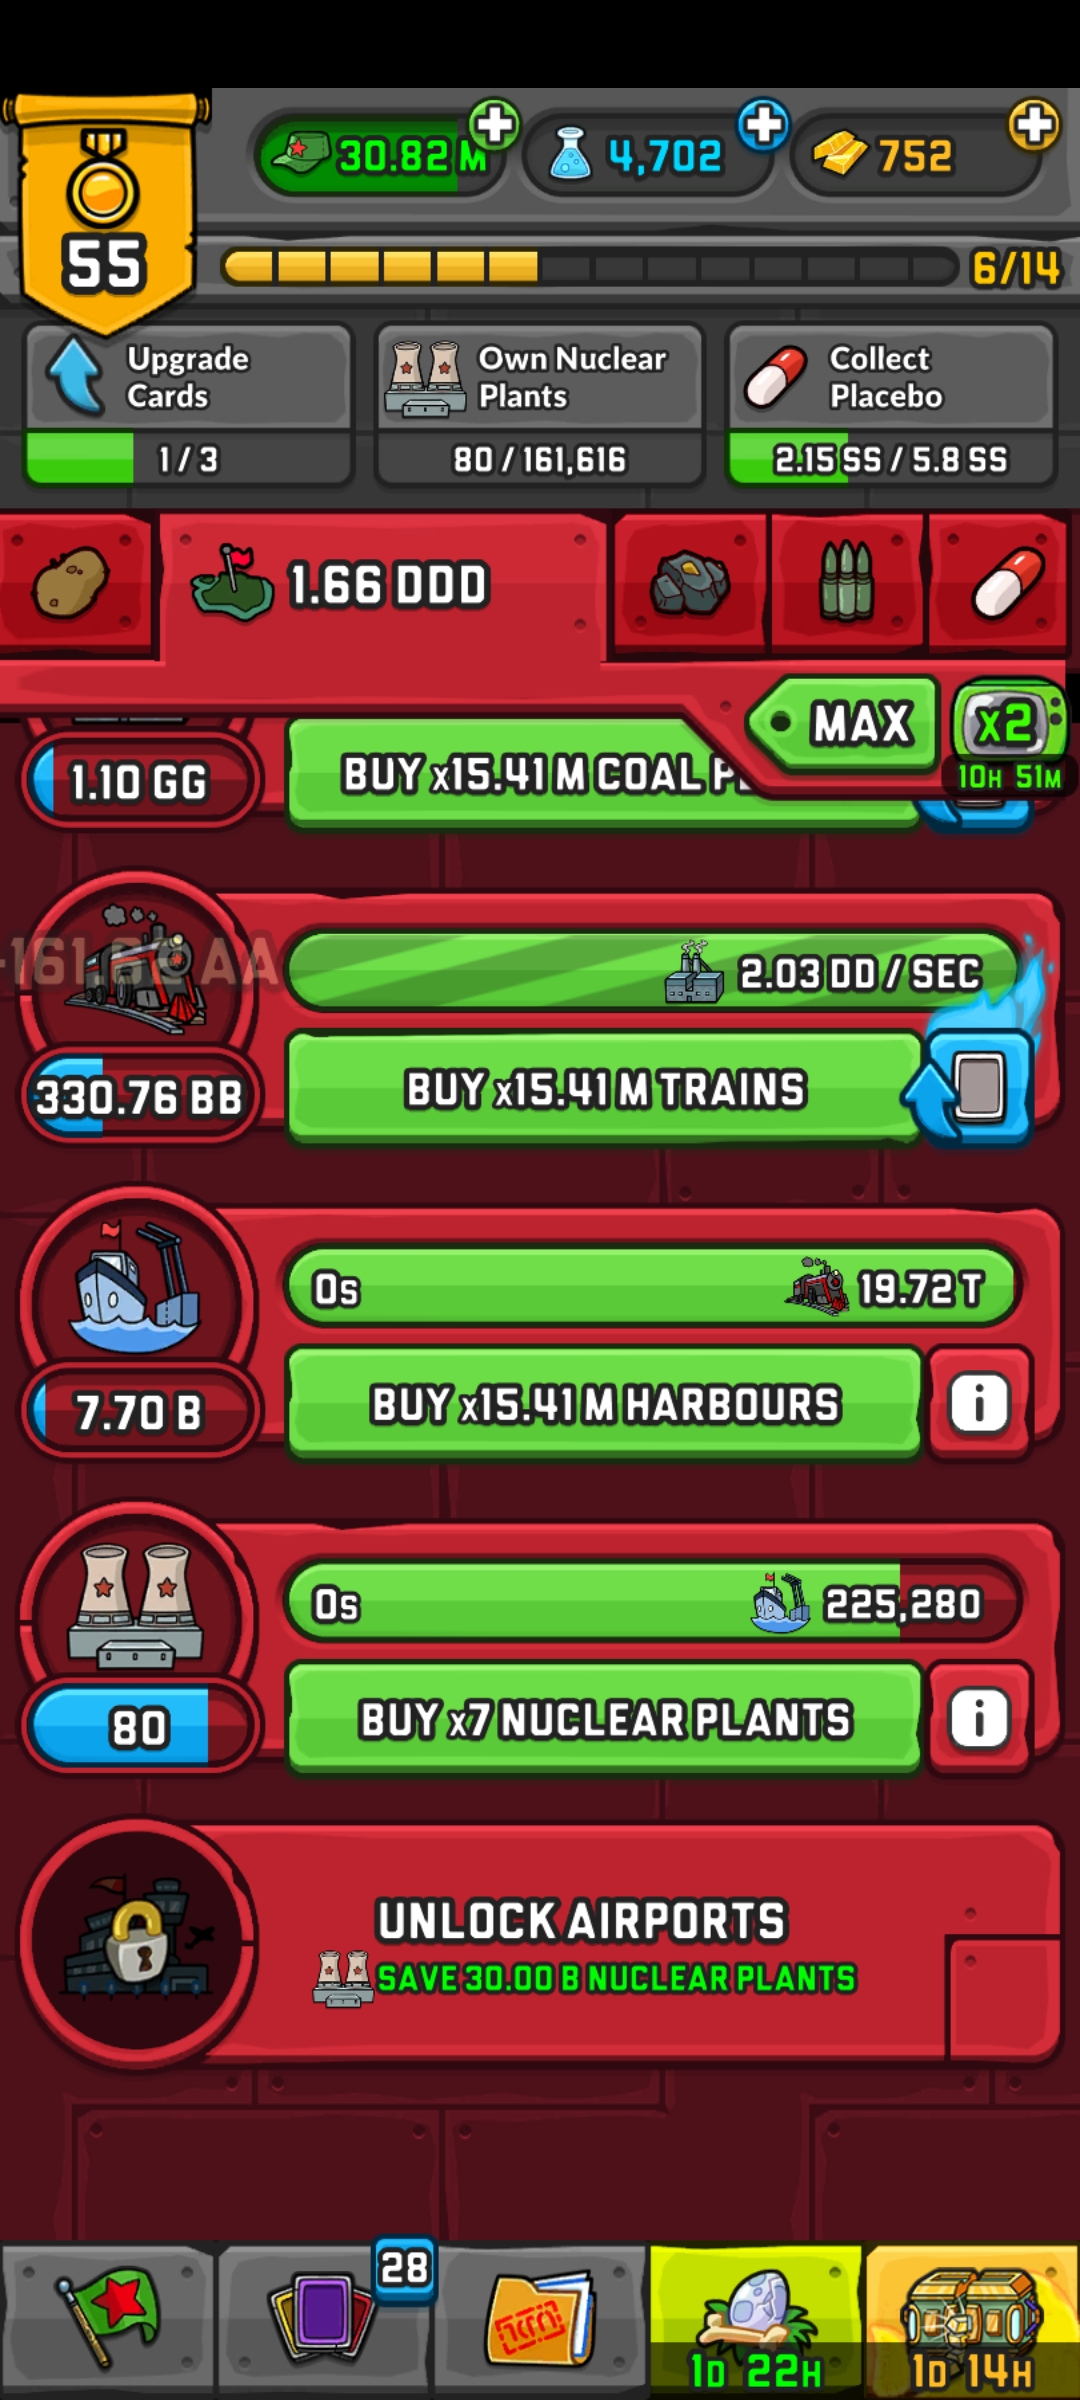 30.82 M
4,702
752
55
6/14
Upgrade
Cards
1 / 3
Own Nuclear
Plants
80 / 161,616
Collect
Placebo
2.15 SS / 5.8 SS
1.66 DDD
MAX
x2
10H 51M
1.10 GG
BUY x15.41 M COAL
2.03 DD / SEC
330.76 BB
BUY x15.41 M TRAINS
0s
19.72 T
7.70 B
BUY x15.41 M HARBOURS
i
0s
225,280
80
BUY x7 NUCLEAR PLANTS
i
UNLOCK AIRPORTS
SAVE 30.00 B NUCLEAR PLANTS
28
1D 22H
1D 14H